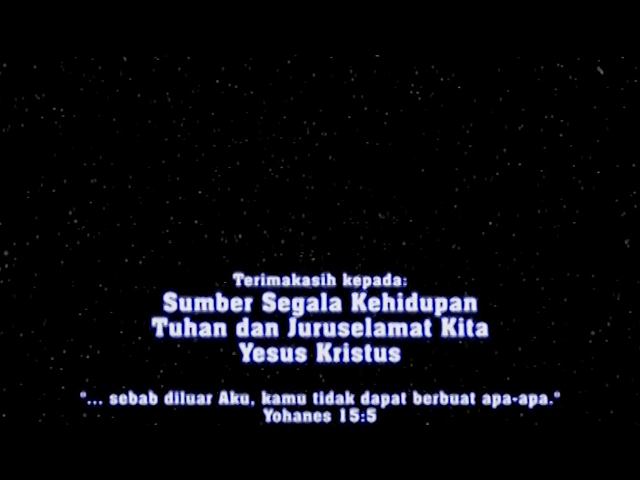 Terimakasih kepada:
Sumber Segala Kehidupan
Tuhan dan Juruselamat Kita
Yesus Kristus
"... sebab diluar Aku, kamu tidak dapat berbuat apa-apa."
Yohanes 15:5